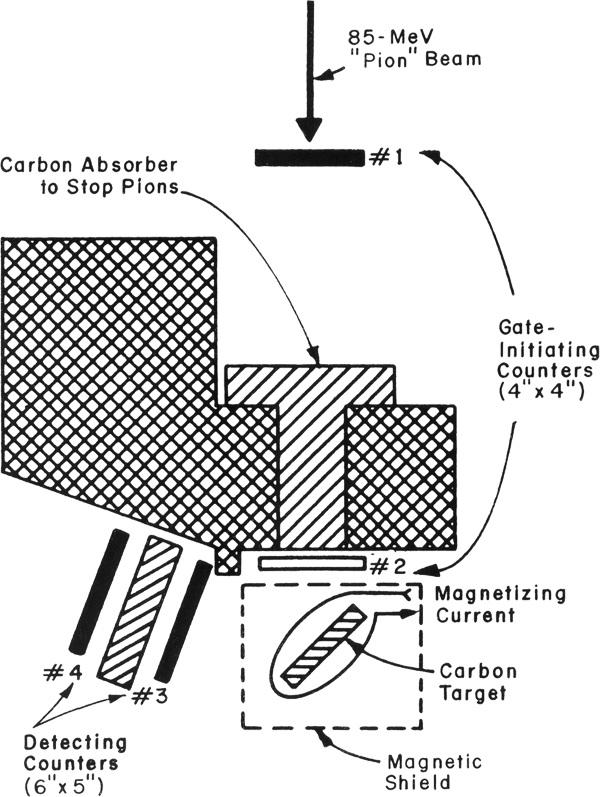 85-MeV
"Pion" Beam
#1
Carbon Absorber
to Stop Pions
Gate-
Initiating
Counters
(4"x 4")
#2
Magnetizing
Current
Carbon
Target
#4
#3
Detecting
Counters
(6"x 5")
Magnetic
Shield